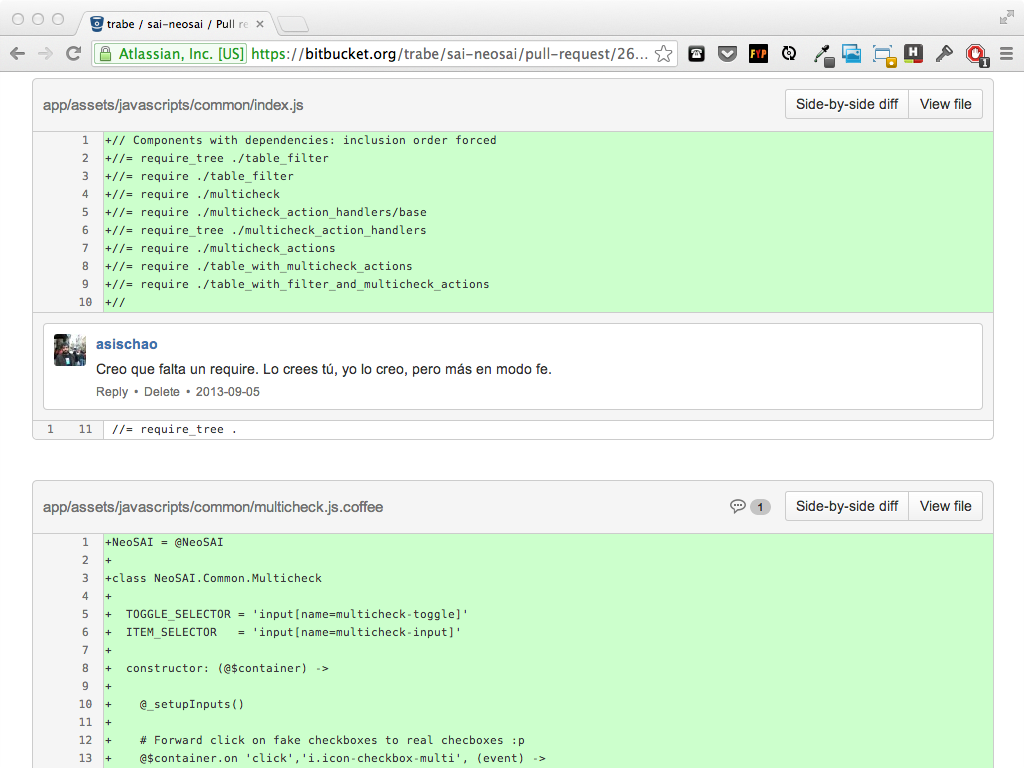 trabe / sai-neosai / Pull re
Atlassian, Inc. [US] https://bitbucket.org/trabe/sai-neosai/pull-request/26...
FYP
H
1
app/assets/javascripts/common/index.js
Side-by-side diff
View file
1 +// Components with dependencies: inclusion order forced
2 +//= require_tree ./table_filter
3 +//= require ./table_filter
4 +//= require ./multicheck
5 +//= require ./multicheck_action_handlers/base
6 +//= require_tree ./multicheck_action_handlers
7 +//= require ./multicheck_actions
8 +//= require ./table_with_multicheck_actions
9 +//= require ./table_with_filter_and_multicheck_actions
10 +//
asischao
Creo que falta un require. Lo crees tú, yo lo creo, pero más en modo fe.
Reply • Delete • 2013-09-05
1 11 //= require_tree .
app/assets/javascripts/common/multicheck.js.coffee
1
Side-by-side diff
View file
1 +NeoSAI = @NeoSAI
2 +
3 +class NeoSAI.Common.Multicheck
4 +
5 +  TOGGLE_SELECTOR = 'input[name=multicheck-toggle]'
6 +  ITEM_SELECTOR   = 'input[name=multicheck-input]'
7 +
8 +  constructor: (@$container) ->
9 +
10 +    @_setupInputs()
11 +
12 +    # Forward click on fake checkboxes to real checboxes :p
13 +    @$container.on 'click','i.icon-checkbox-multi', (event) ->